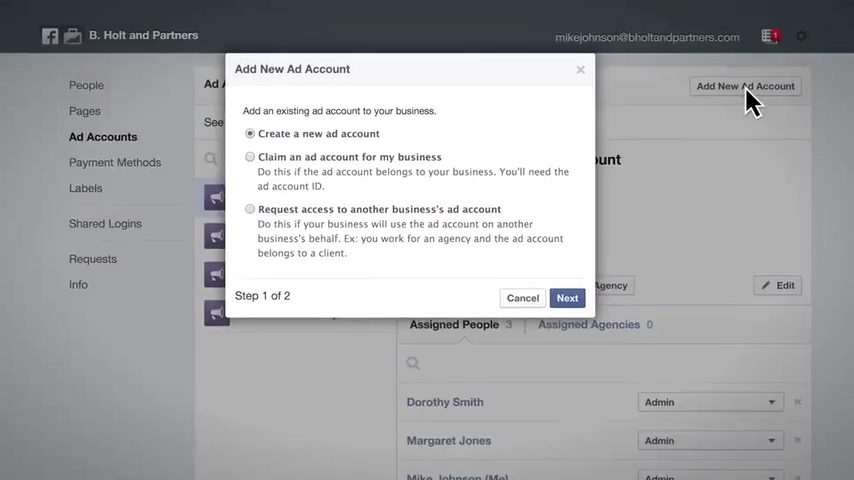 B. Holt and Partners
mikejohnson@bholtandpartners.com
1
People
Pages
Ad Accounts
Payment Methods
Labels
Shared Logins
Requests
Info
Ad A
See
Add New Ad Account
Add New Ad Account
Add an existing ad account to your business.
Create a new ad account
Claim an ad account for my business
Do this if the ad account belongs to your business. You'll need the
ad account ID.
Request access to another business's ad account
Do this if your business will use the ad account on another
business's behalf. Ex: you work for an agency and the ad account
belongs to a client.
Step 1 of 2
Cancel
Next
ount
Agency
Edit
Assigned People 3
Assigned Agencies 0
Dorothy Smith
Admin
Margaret Jones
Admin
Mike Johnson (Me)
Admin